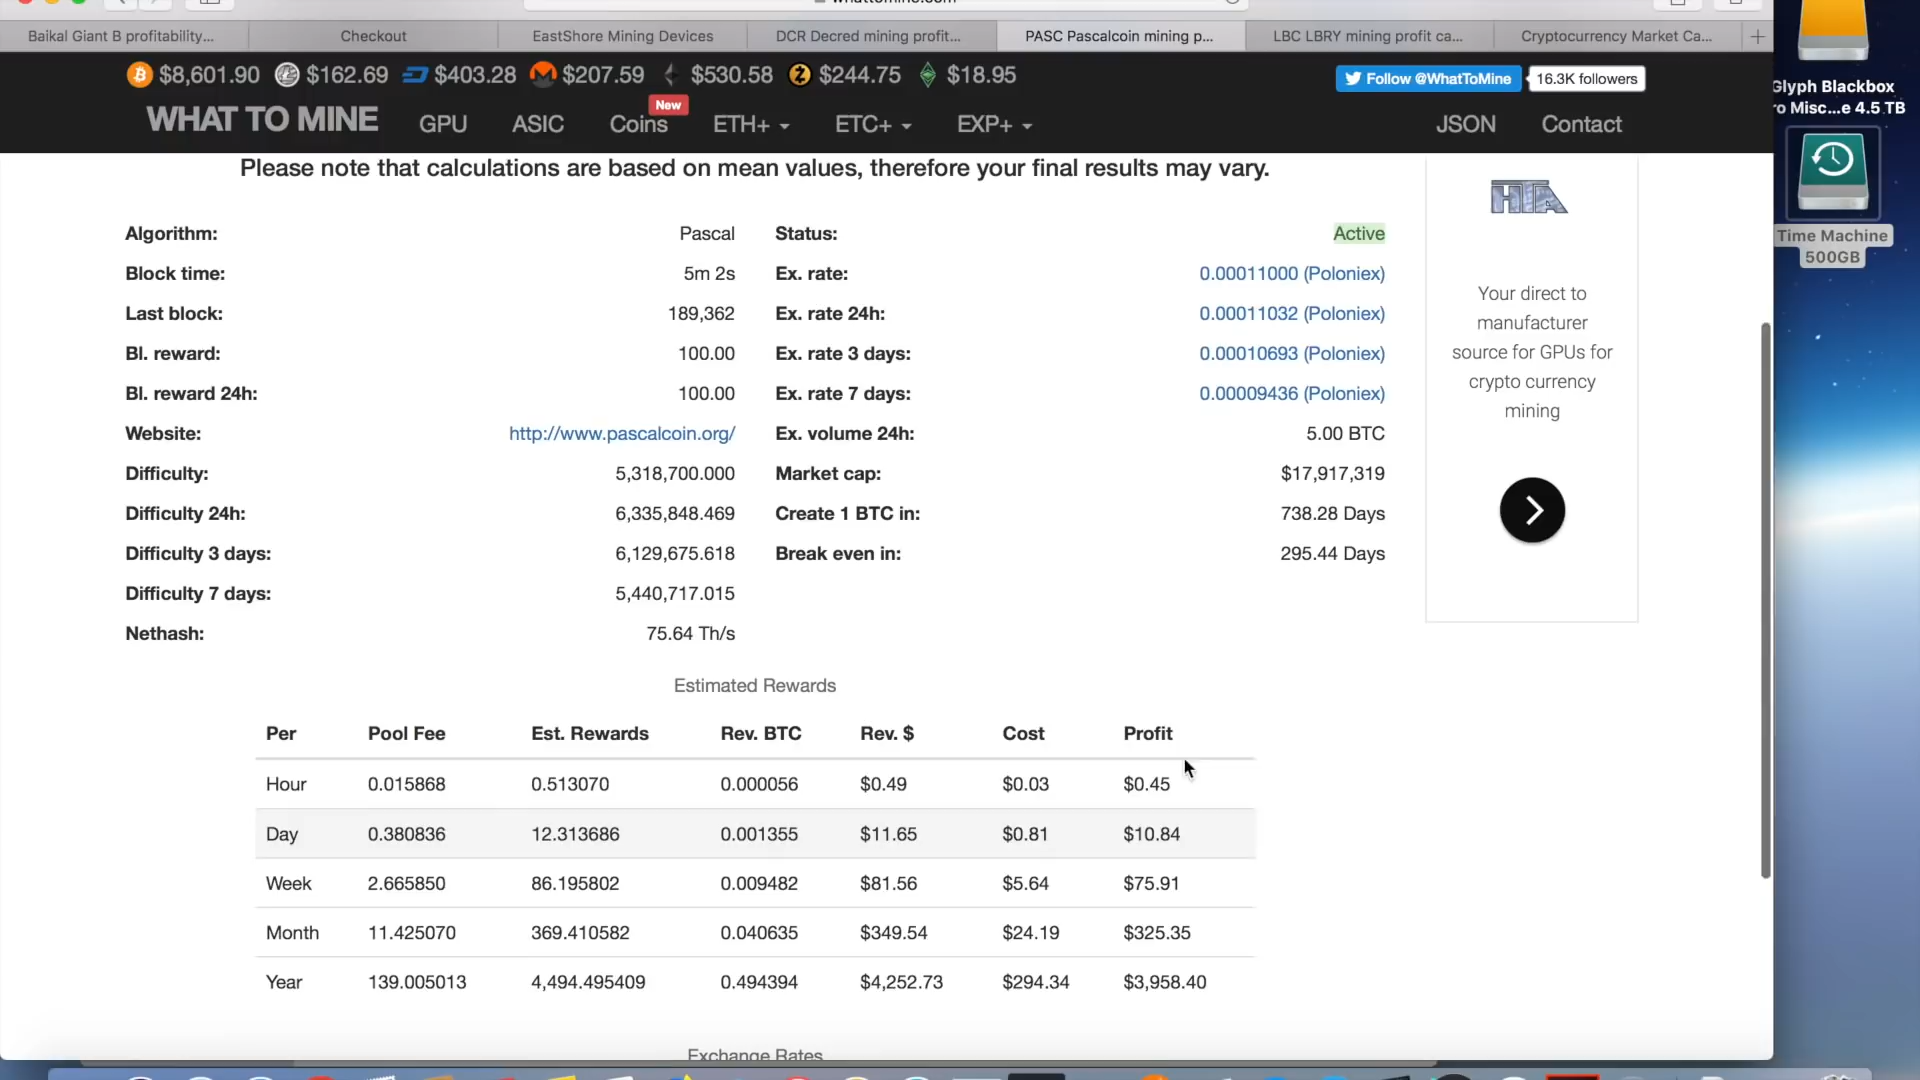 whattomine.com
Baikal Giant B profitability...
Checkout
EastShore Mining Devices
DCR Decred mining profit...
PASC Pascalcoin mining p...
LBC LBRY mining profit ca...
Cryptocurrency Market Ca...
$8,601.90 $162.69 $403.28 $207.59 $530.58 $244.75 $18.95
Follow @WhatToMine 16.3K followers
WHAT TO MINE GPU ASIC Coins New ETH+ ETC+ EXP+ JSON Contact
Please note that calculations are based on mean values, therefore your final results may vary.
Algorithm: Pascal Status: Active
Block time: 5m 2s Ex. rate: 0.00011000 (Poloniex)
Last block: 189,362 Ex. rate 24h: 0.00011032 (Poloniex)
Bl. reward: 100.00 Ex. rate 3 days: 0.00010693 (Poloniex)
Bl. reward 24h: 100.00 Ex. rate 7 days: 0.00009436 (Poloniex)
Website: http://www.pascalcoin.org/ Ex. volume 24h: 5.00 BTC
Difficulty: 5,318,700.000 Market cap: $17,917,319
Difficulty 24h: 6,335,848.469 Create 1 BTC in: 738.28 Days
Difficulty 3 days: 6,129,675.618 Break even in: 295.44 Days
Difficulty 7 days: 5,440,717.015
Nethash: 75.64 Th/s
Estimated Rewards
Per Pool Fee Est. Rewards Rev. BTC Rev. $ Cost Profit
Hour 0.015868 0.513070 0.000056 $0.49 $0.03 $0.45
Day 0.380836 12.313686 0.001355 $11.65 $0.81 $10.84
Week 2.665850 86.195802 0.009482 $81.56 $5.64 $75.91
Month 11.425070 369.410582 0.040635 $349.54 $24.19 $325.35
Year 139.005013 4,494.495409 0.494394 $4,252.73 $294.34 $3,958.40
Exchange Rates
HTA
Your direct to
manufacturer
source for GPUs for
crypto currency
mining
Glyph Blackbox
ro Misc...e 4.5 TB
Time Machine
500GB